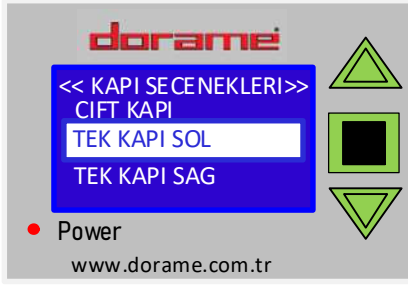 dorame
<< KAPI SECENEKLERI>>
CIFT KAPI
TEK KAPI SOL
TEK KAPI SAG
Power
www.dorame.com.tr